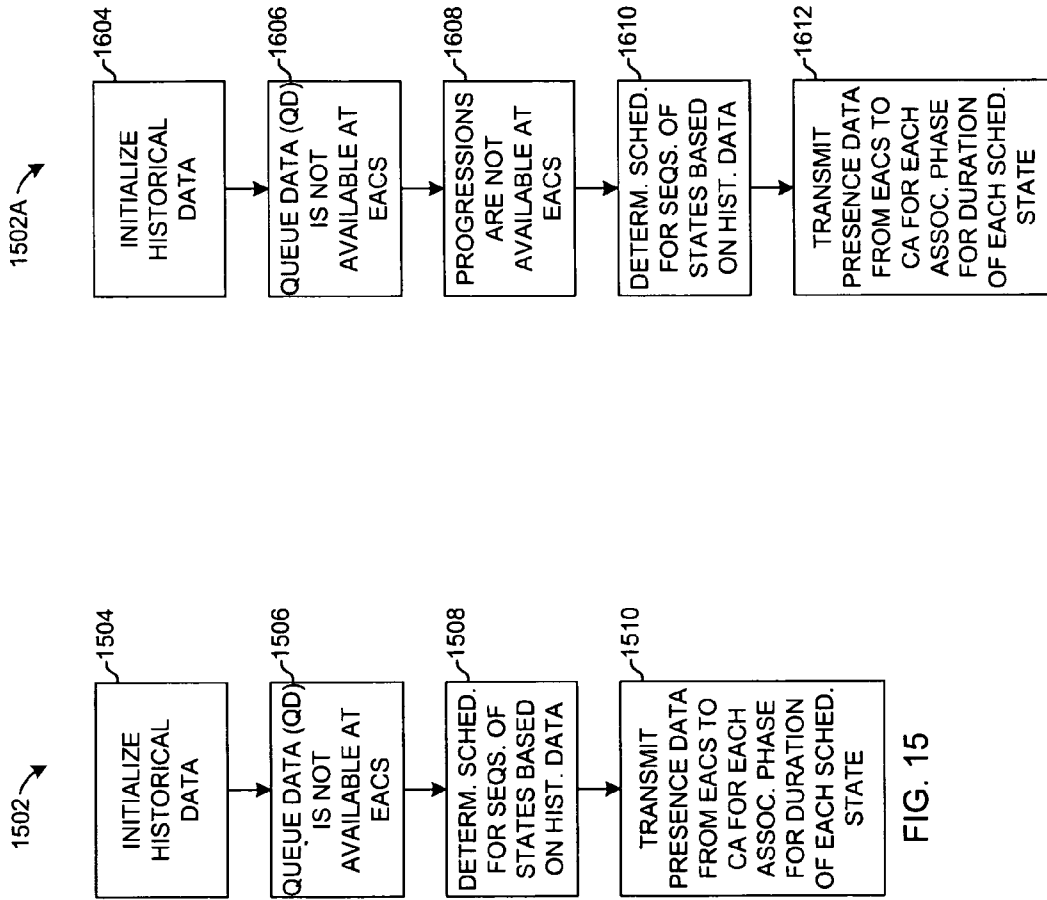 1502
1504
INITIALIZE
HISTORICAL
DATA
1506
QUEUE DATA (QD)
IS NOT
AVAILABLE AT
EACS
1508
DETERM. SCHED.
FOR SEQS. OF
STATES BASED
ON HIST. DATA
1510
TRANSMIT
PRESENCE DATA
FROM EACS TO
CA FOR EACH
ASSOC. PHASE
FOR DURATION
OF EACH SCHED.
STATE
FIG. 15
1502A
1604
INITIALIZE
HISTORICAL
DATA
1606
QUEUE DATA (QD)
IS NOT
AVAILABLE AT
EACS
1608
PROGRESSIONS
ARE NOT
AVAILABLE AT
EACS
1610
DETERM. SCHED.
FOR SEQS. OF
STATES BASED
ON HIST. DATA
1612
TRANSMIT
PRESENCE DATA
FROM EACS TO
CA FOR EACH
ASSOC. PHASE
FOR DURATION
OF EACH SCHED.
STATE